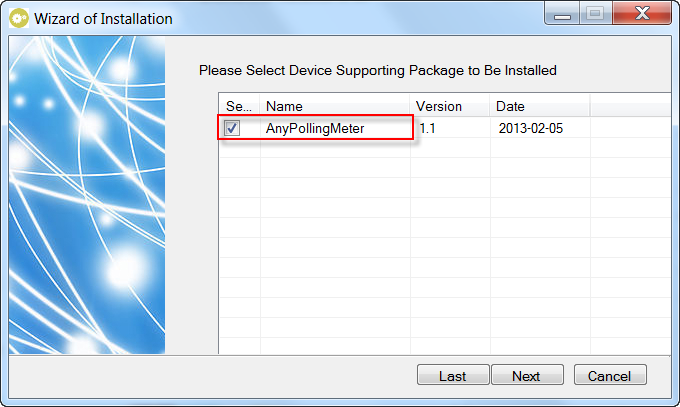 Wizard of Installation
Please Select Device Supporting Package to Be Installed
Se... Name Version Date
AnyPollingMeter 1.1 2013-02-05
Last Next Cancel